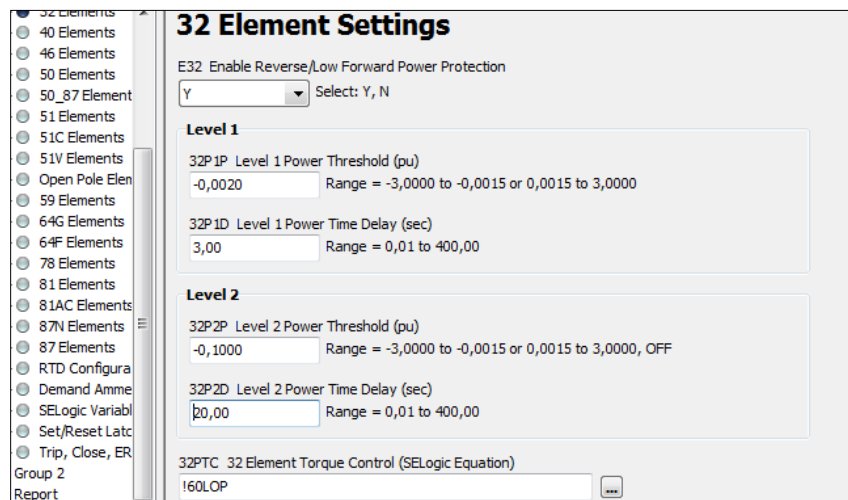 32 Elements
40 Elements
46 Elements
50 Elements
50_87 Element
51 Elements
51C Elements
51V Elements
Open Pole Elen
59 Elements
64G Elements
64F Elements
78 Elements
81 Elements
81AC Elements
87N Elements
87 Elements
RTD Configura
Demand Amme
SELogic Variabl
Set/Reset Latc
Trip, Close, ER
Group 2
Report
32 Element Settings
E32 Enable Reverse/Low Forward Power Protection
Y Select: Y, N
Level 1
32P1P Level 1 Power Threshold (pu)
-0,0020 Range = -3,0000 to -0,0015 or 0,0015 to 3,0000
32P1D Level 1 Power Time Delay (sec)
3,00 Range = 0,01 to 400,00
Level 2
32P2P Level 2 Power Threshold (pu)
-0,1000 Range = -3,0000 to -0,0015 or 0,0015 to 3,0000, OFF
32P2D Level 2 Power Time Delay (sec)
20,00 Range = 0,01 to 400,00
32PTC 32 Element Torque Control (SELogic Equation)
!60LOP ...